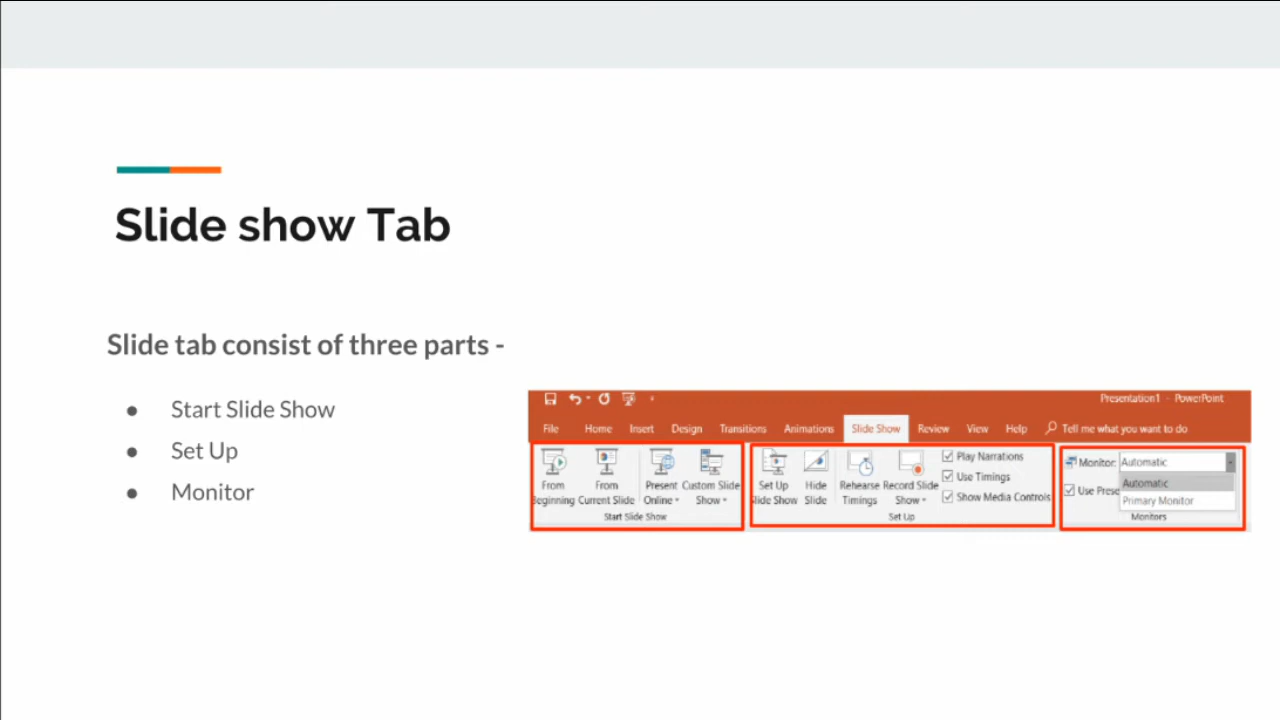 Slide show Tab
Slide tab consist of three parts -
● Start Slide Show
● Set Up
● Monitor
Presentation1 - PowerPoint
File Home Insert Design Transitions Animations Slide Show Review View Help Tell me what you want to do
From Beginning
From Current Slide
Present Online
Custom Slide Show
Start Slide Show
Set Up Slide Show
Hide Slide
Rehearse Timings
Record Slide Show
Play Narrations
Use Timings
Show Media Controls
Set Up
Monitor: Automatic
Automatic
Use Prese
Primary Monitor
Monitors